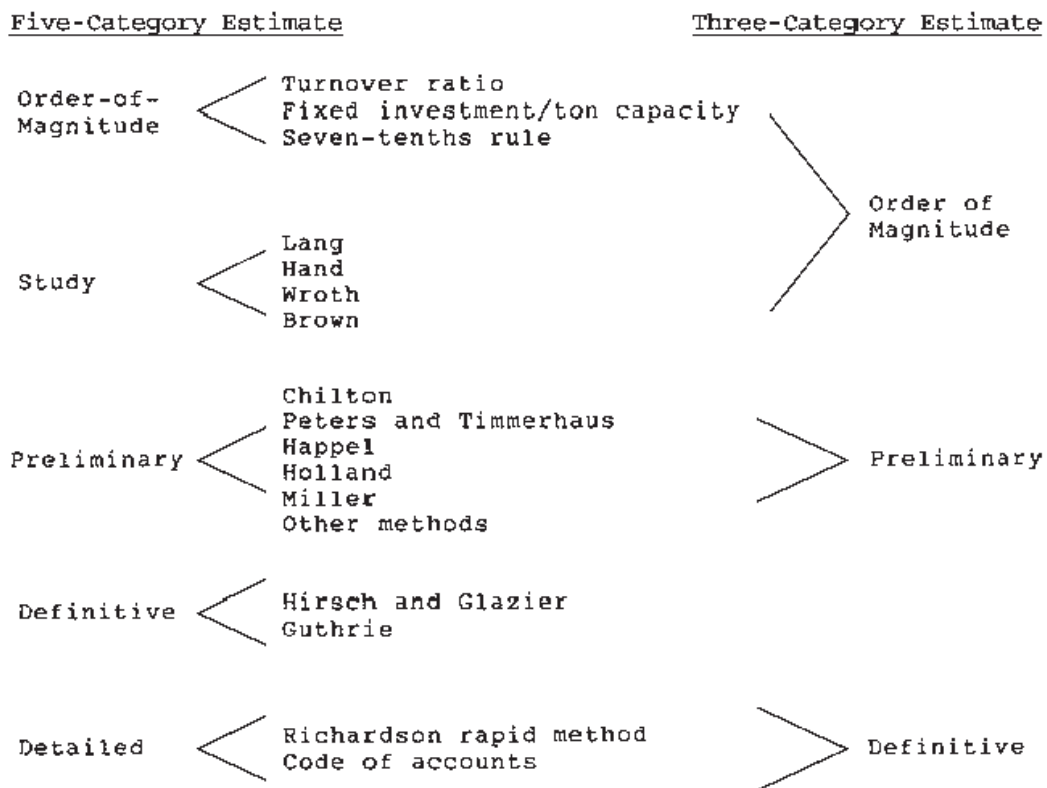 Five-Category Estimate
Three-Category Estimate
Order-of-
Magnitude
Turnover ratio
Fixed investment/ton capacity
Seven-tenths rule
Order of
Magnitude
Study
Lang
Hand
Wroth
Brown
Preliminary
Chilton
Peters and Timmerhaus
Happel
Holland
Miller
Other methods
Preliminary
Definitive
Hirsch and Glazier
Guthrie
Detailed
Richardson rapid method
Code of accounts
Definitive